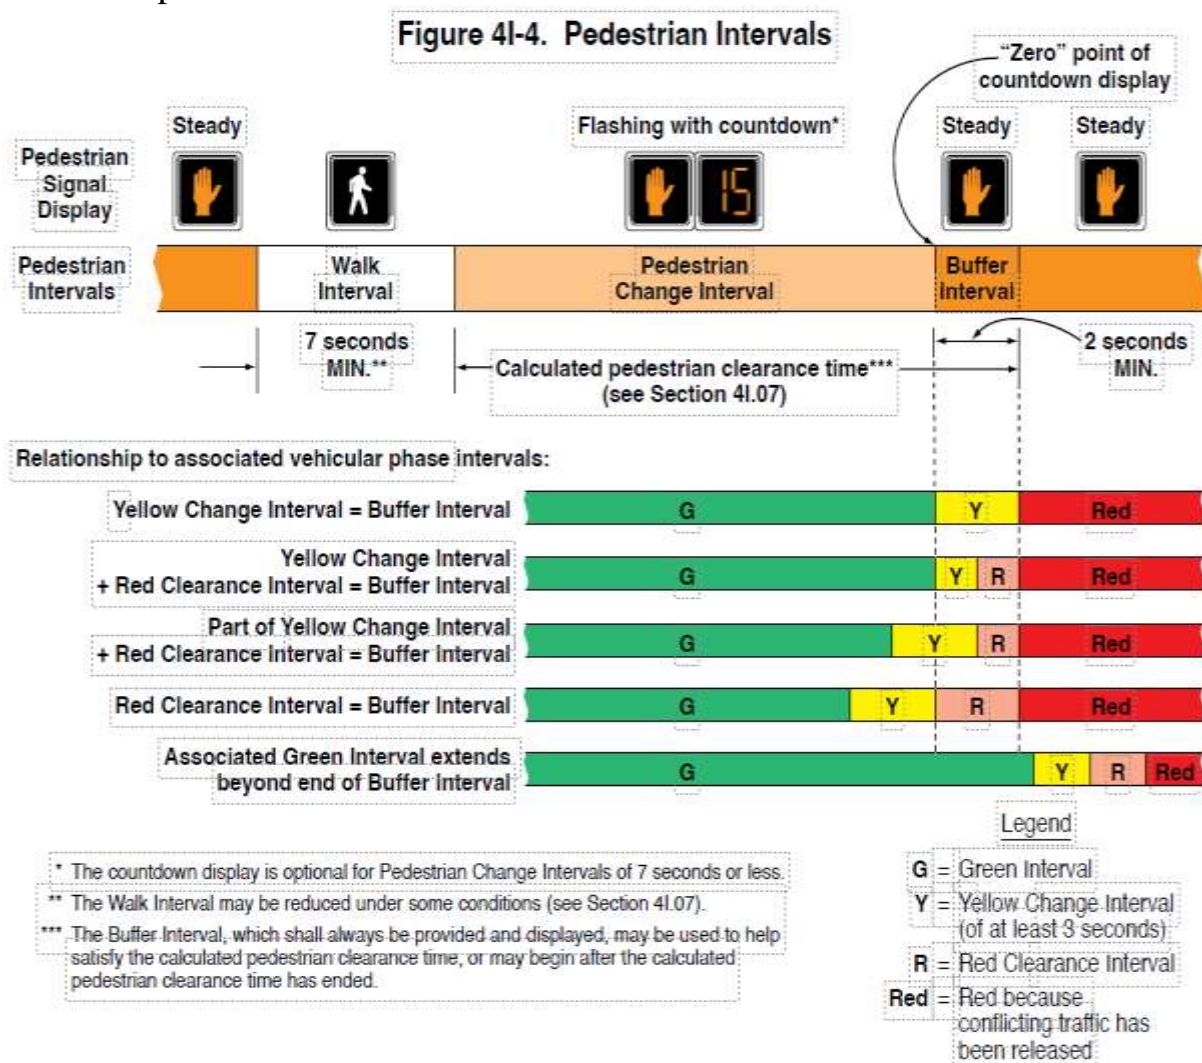 Figure 4I-4. Pedestrian Intervals
“Zero” point of
countdown display
Steady
Flashing with countdown*
Steady
Steady
Pedestrian
Signal
Display
15
Pedestrian
Intervals
Walk
Interval
Pedestrian
Change Interval
Buffer
Interval
7 seconds
MIN.**
Calculated pedestrian clearance time***
(see Section 4I.07)
2 seconds
MIN.
Relationship to associated vehicular phase intervals:
Yellow Change Interval = Buffer Interval
G
Y
Red
Yellow Change Interval
+ Red Clearance Interval = Buffer Interval
G
Y
R
Red
Part of Yellow Change Interval
+ Red Clearance Interval = Buffer Interval
G
Y
R
Red
Red Clearance Interval = Buffer Interval
G
Y
R
Red
Associated Green Interval extends
beyond end of Buffer Interval
G
Y
R
Red
* The countdown display is optional for Pedestrian Change Intervals of 7 seconds or less.
** The Walk Interval may be reduced under some conditions (see Section 4I.07).
*** The Buffer Interval, which shall always be provided and displayed, may be used to help
satisfy the calculated pedestrian clearance time, or may begin after the calculated
pedestrian clearance time has ended.
Legend
G = Green Interval
Y = Yellow Change Interval
(of at least 3 seconds)
R = Red Clearance Interval
Red = Red because
conflicting traffic has
been released